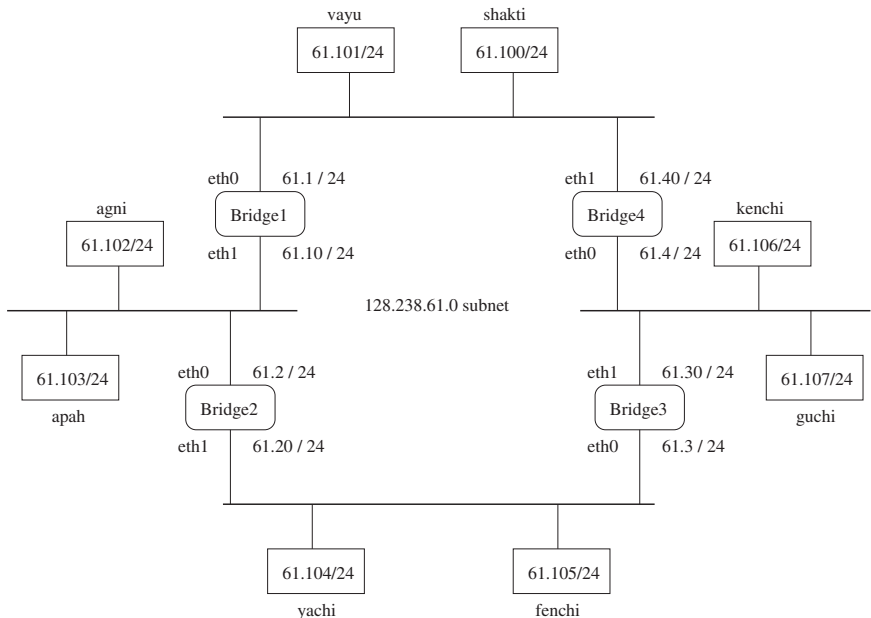 vayu
shakti
61.101/24
61.100/24
eth0
61.1 / 24
eth1
61.40 / 24
agni
Bridge1
Bridge4
kenchi
61.102/24
61.106/24
eth1
61.10 / 24
eth0
61.4 / 24
128.238.61.0 subnet
eth0
61.2 / 24
eth1
61.30 / 24
61.103/24
61.107/24
Bridge2
Bridge3
apah
guchi
eth1
61.20 / 24
eth0
61.3 / 24
61.104/24
61.105/24
yachi
fenchi